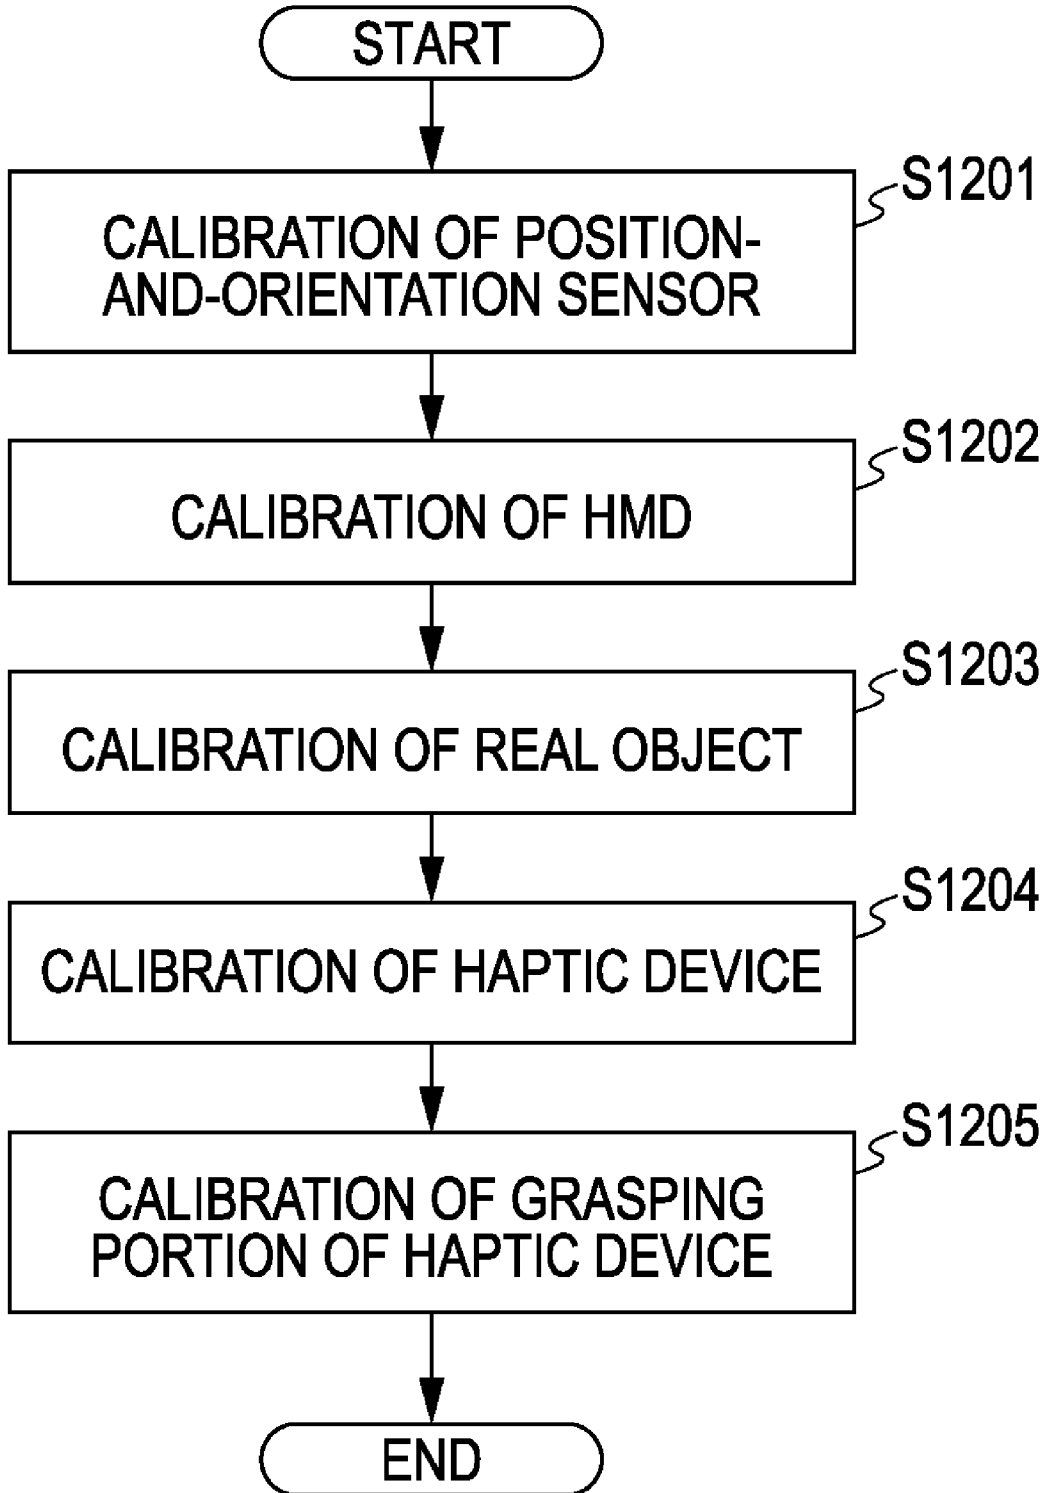 START
S1201
CALIBRATION OF POSITION-
AND-ORIENTATION SENSOR
S1202
CALIBRATION OF HMD
S1203
CALIBRATION OF REAL OBJECT
S1204
CALIBRATION OF HAPTIC DEVICE
S1205
CALIBRATION OF GRASPING
PORTION OF HAPTIC DEVICE
END